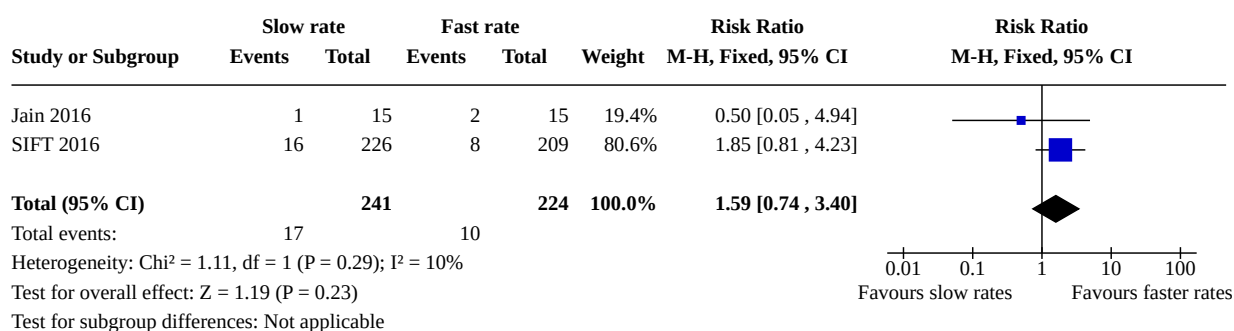 Slow rate Fast rate Risk Ratio Risk Ratio
Study or Subgroup Events Total Events Total Weight M-H, Fixed, 95% CI M-H, Fixed, 95% CI
Jain 2016 1 15 2 15 19.4% 0.50 [0.05 , 4.94]
SIFT 2016 16 226 8 209 80.6% 1.85 [0.81 , 4.23]
Total (95% CI) 241 224 100.0% 1.59 [0.74 , 3.40]
Total events: 17 10
Heterogeneity: Chi² = 1.11, df = 1 (P = 0.29); I² = 10%
0.01 0.1 1 10 100
Test for overall effect: Z = 1.19 (P = 0.23)
Favours slow rates Favours faster rates
Test for subgroup differences: Not applicable